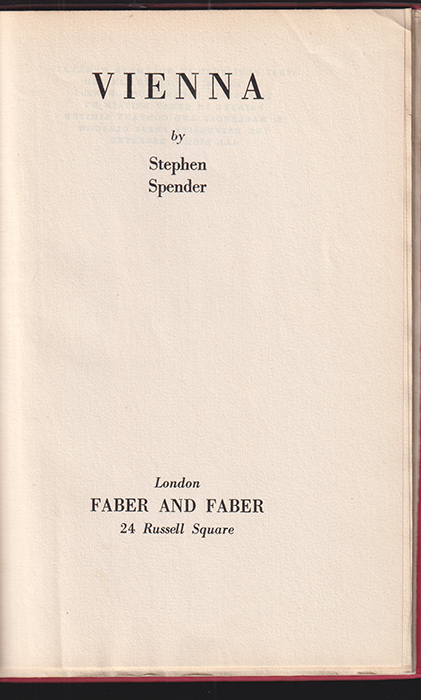 VIENNA
by
Stephen
Spender
London
FABER AND FABER
24 Russell Square